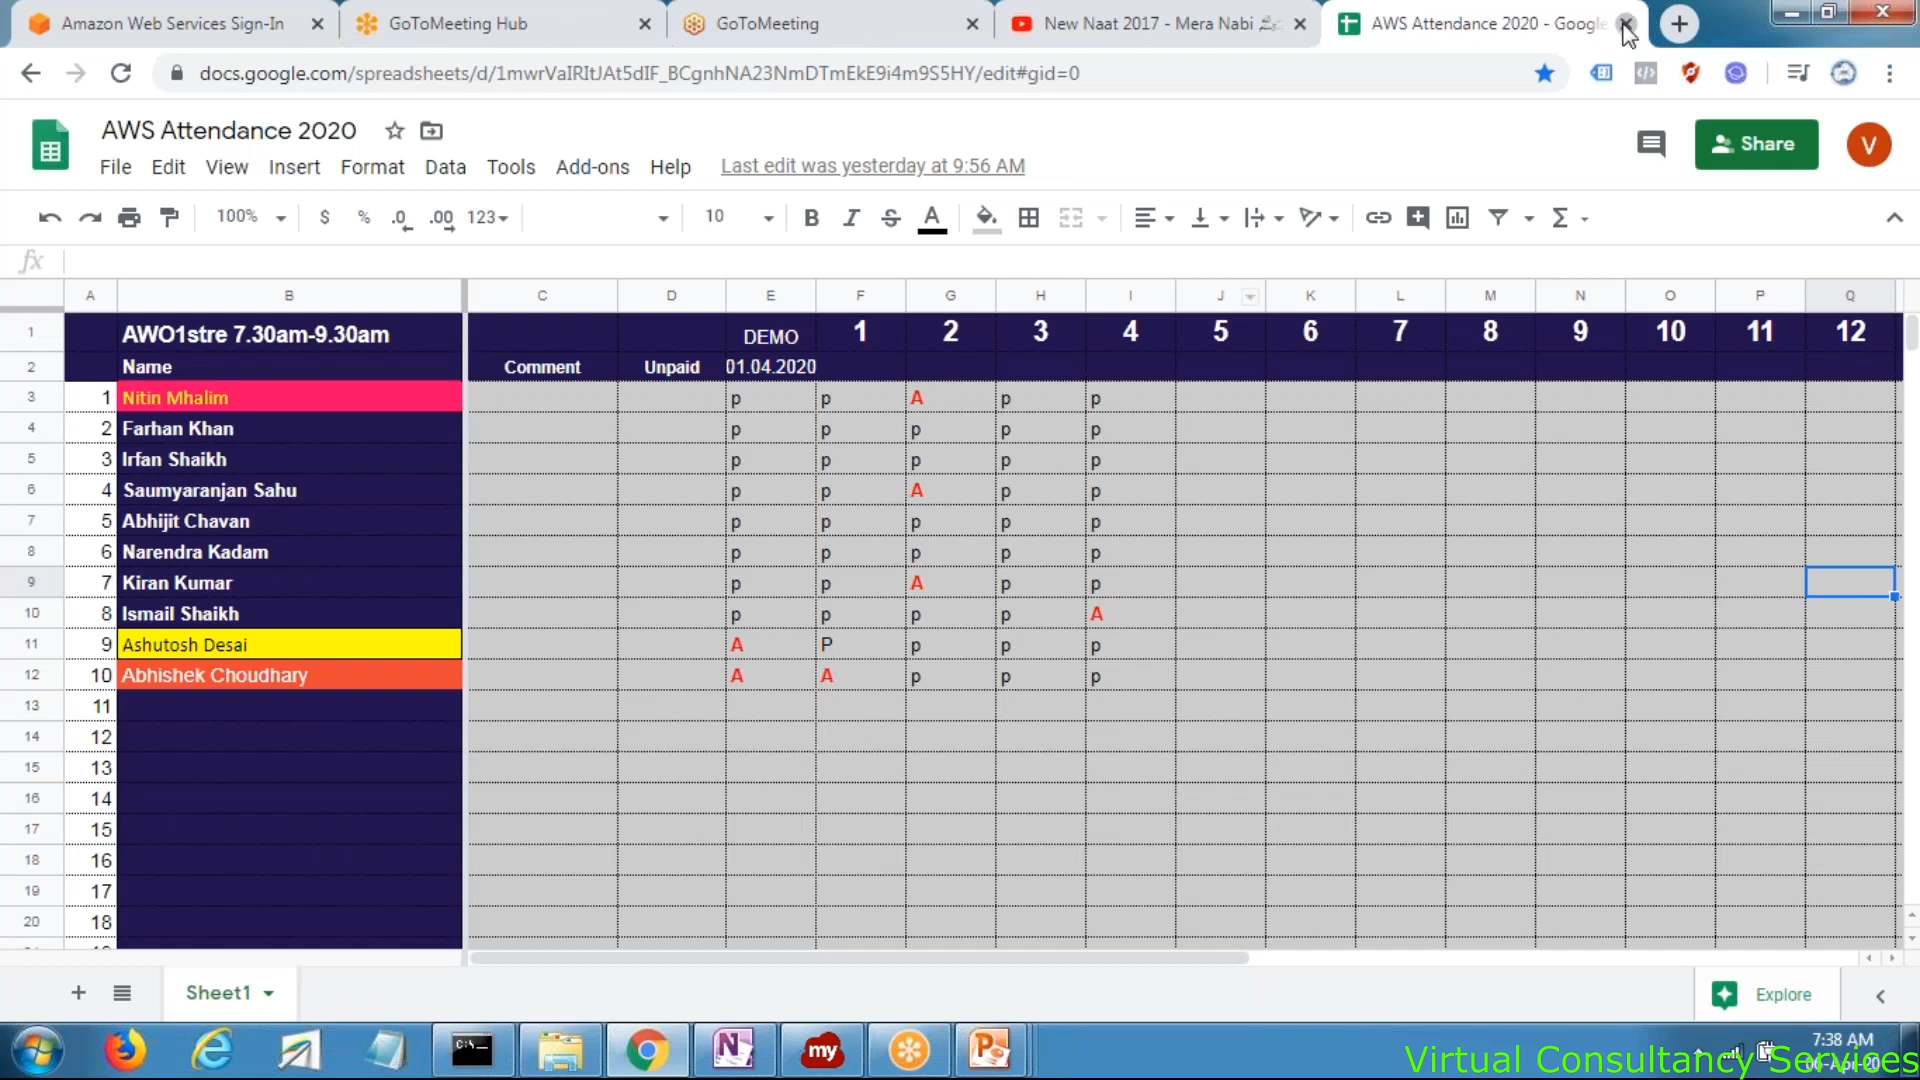 Amazon Web Services Sign-In
GoToMeeting Hub
GoToMeeting
New Naat 2017 - Mera Nabi
AWS Attendance 2020 - Google
docs.google.com/spreadsheets/d/1mwrVaIRItJAt5dIF_BCgnhNA23NmDTmEkE9i4m9S5HY/edit#gid=0
AWS Attendance 2020
Share
V
File Edit View Insert Format Data Tools Add-ons Help Last edit was yesterday at 9:56 AM
100% $ % .0 .00 123 10 B I S A Σ
fx
A B C D E F G H I J K L M N O P Q
1 AWO1stre 7.30am-9.30am DEMO 1 2 3 4 5 6 7 8 9 10 11 12
2 Name Comment Unpaid 01.04.2020
3 1 Nitin Mhalim p p A p p
4 2 Farhan Khan p p p p p
5 3 Irfan Shaikh p p p p p
6 4 Saumyaranjan Sahu p p A p p
7 5 Abhijit Chavan p p p p p
8 6 Narendra Kadam p p p p p
9 7 Kiran Kumar p p A p p
10 8 Ismail Shaikh p p p p A
11 9 Ashutosh Desai A P p p p
12 10 Abhishek Choudhary A A p p p
13 11
14 12
15 13
16 14
17 15
18 16
19 17
20 18
Sheet1
Explore
C:\
N
my
P
7:38 AM
Virtual Consultancy Services